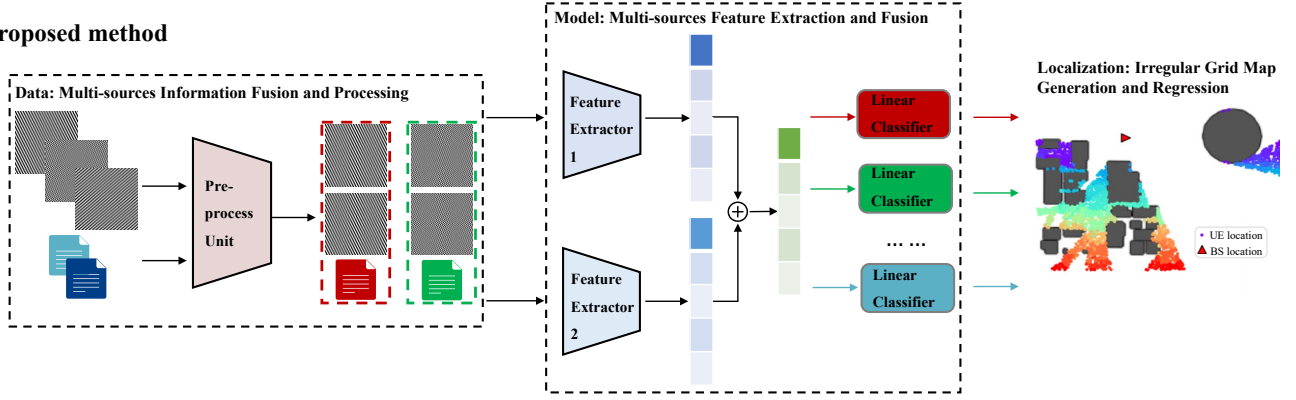 roposed method
Data: Multi-sources Information Fusion and Processing
Pre-
process
Unit
Model: Multi-sources Feature Extraction and Fusion
Feature
Extractor
1
Feature
Extractor
2
Linear
Classifier
Linear
Classifier
... ...
Linear
Classifier
Localization: Irregular Grid Map
Generation and Regression
UE location
BS location